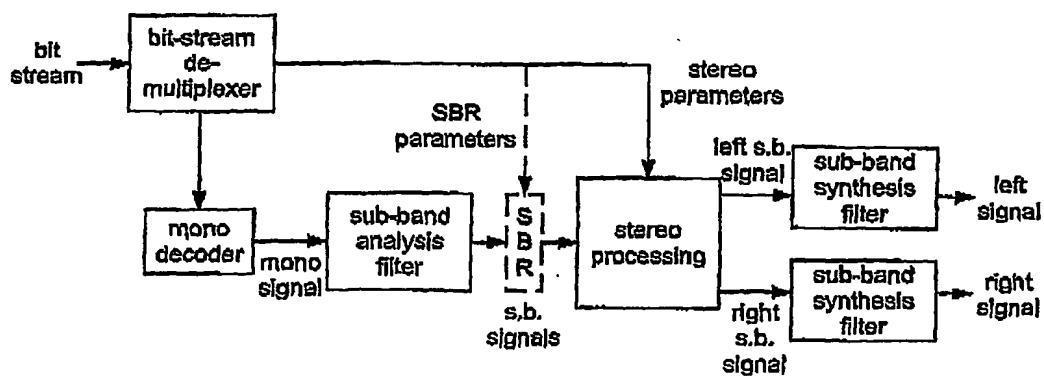 bit
stream
bit-stream
de-
multiplexer
SBR
parameters
stereo
parameters
mono
decoder
mono
signal
sub-band
analysis
filter
S
B
R
s.b.
signals
stereo
processing
left s.b.
signal
sub-band
synthesis
filter
left
signal
right
s.b.
signal
sub-band
synthesis
filter
right
signal